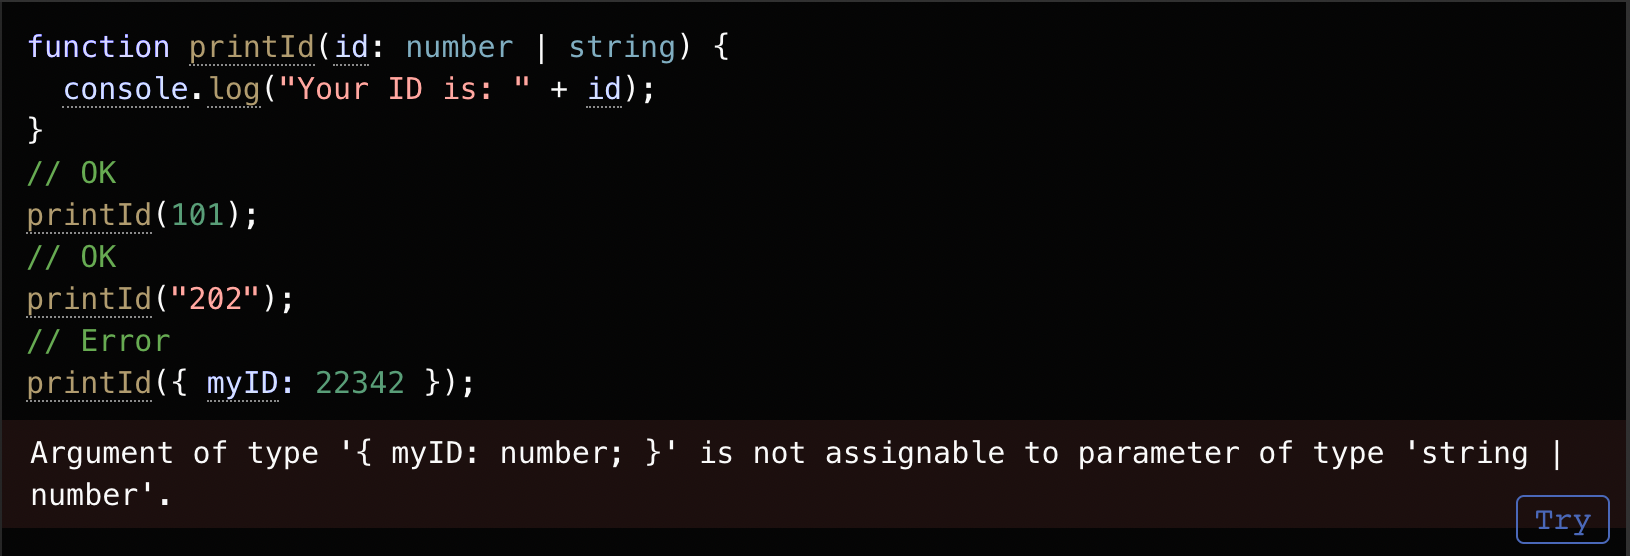 function printId(id: number | string) {
  console.log("Your ID is: " + id);
}
// OK
printId(101);
// OK
printId("202");
// Error
printId({ myID: 22342 });
Argument of type '{ myID: number; }' is not assignable to parameter of type 'string |
number'.
Try